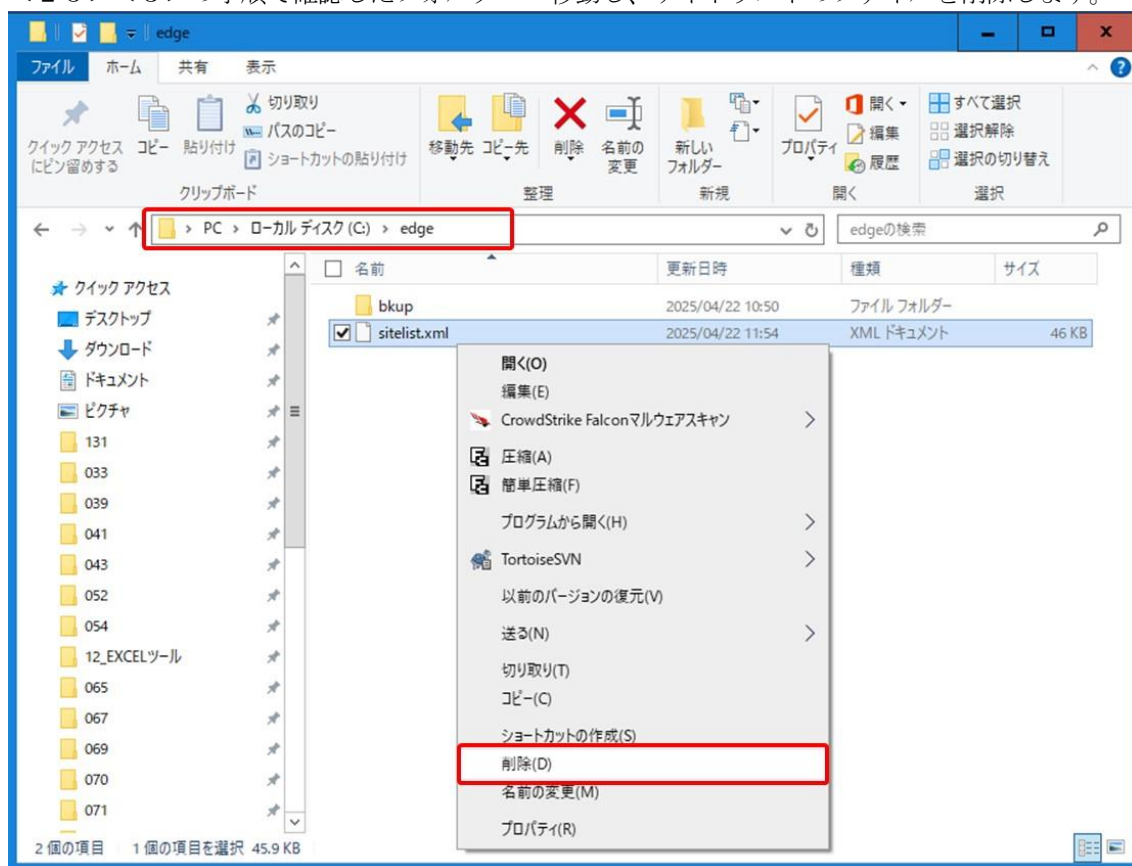 edge
ファイル ホーム 共有 表示
クイック アクセス
にピン留めする
コピー
貼り付け
切り取り
パスのコピー
ショートカットの貼り付け
クリップボード
移動先
コピー先
削除
名前の
変更
整理
新しい
フォルダー
新規
プロパティ
開く
編集
履歴
開く
すべて選択
選択解除
選択の切り替え
選択
PC › ローカル ディスク (C:) › edge
edgeの検索
名前 更新日時 種類 サイズ
bkup 2025/04/22 10:50 ファイル フォルダー
sitelist.xml 2025/04/22 11:54 XML ドキュメント 46 KB
クイック アクセス
デスクトップ
ダウンロード
ドキュメント
ピクチャ
131
033
039
041
043
052
054
12_EXCELツール
065
067
069
070
071
開く(O)
編集(E)
CrowdStrike Falconマルウェアスキャン
圧縮(A)
簡単圧縮(F)
プログラムから開く(H)
TortoiseSVN
以前のバージョンの復元(V)
送る(N)
切り取り(T)
コピー(C)
ショートカットの作成(S)
削除(D)
名前の変更(M)
プロパティ(R)
2 個の項目 1 個の項目を選択 45.9 KB